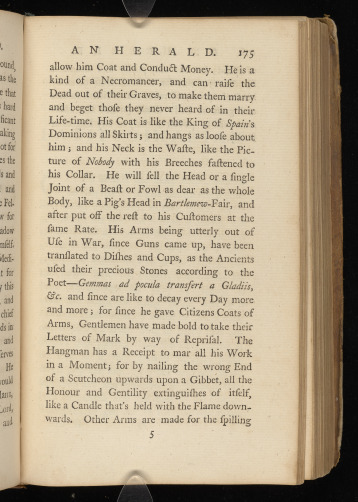 AN HERALD. 175
allow him Coat and Conduct Money. He is a
kind of a Necromancer, and can raiſe the
Dead out of their Graves, to make them marry
and beget thoſe they never heard of in their
Life-time. His Coat is like the King of Spain's
Dominions all Skirts; and hangs as looſe about
him; and his Neck is the Waſte, like the Pic-
ture of Nobody with his Breeches faſtened to
his Collar. He will ſell the Head or a ſingle
Joint of a Beaſt or Fowl as dear as the whole
Body, like a Pig's Head in Bartlemew-Fair, and
after put off the reſt to his Cuſtomers at the
ſame Rate. His Arms being utterly out of
Uſe in War, ſince Guns came up, have been
tranſlated to Diſhes and Cups, as the Ancients
uſed their precious Stones according to the
Poet—Gemmas ad pocula transfert a Gladiis,
&c. and ſince are like to decay every Day more
and more; for ſince he gave Citizens Coats of
Arms, Gentlemen have made bold to take their
Letters of Mark by way of Repriſal. The
Hangman has a Receipt to mar all his Work
in a Moment; for by nailing the wrong End
of a Scutcheon upwards upon a Gibbet, all the
Honour and Gentility extinguiſhes of itſelf,
like a Candle that's held with the Flame down-
wards. Other Arms are made for the ſpilling
5